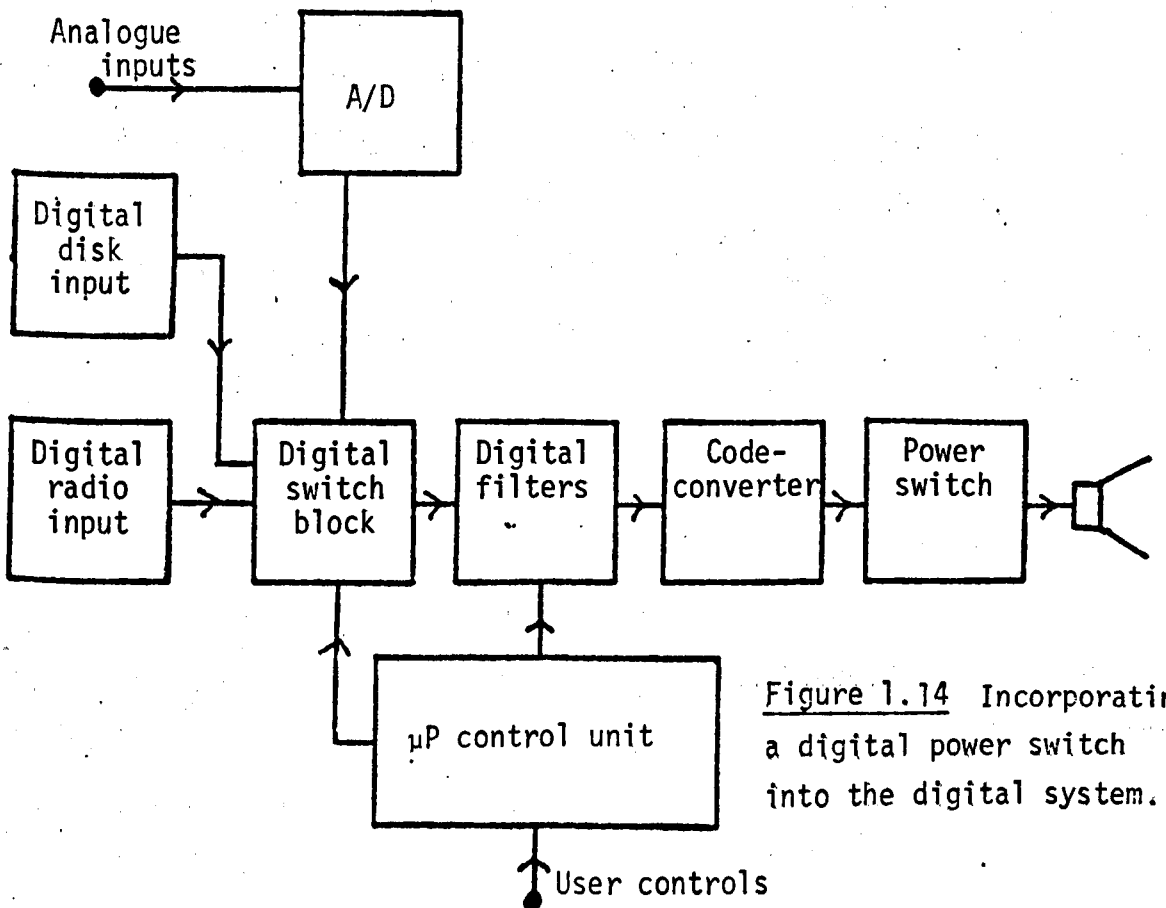 Analogue
inputs
A/D
Digital
disk
input
Digital
radio
input
Digital
switch
block
Digital
filters
Code-
converter
Power
switch
µP control unit
Figure 1.14 Incorporati
a digital power switch
into the digital system.
User controls